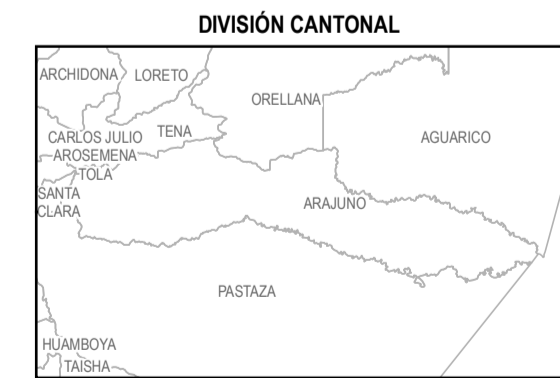 DIVISIÓN CANTONAL
ARCHIDONA
LORETO
ORELLANA
CARLOS JULIO
AROSEMENA
TOLA
TENA
AGUARICO
SANTA
CLARA
ARAJUNO
PASTAZA
HUAMBOYA
TAISHA